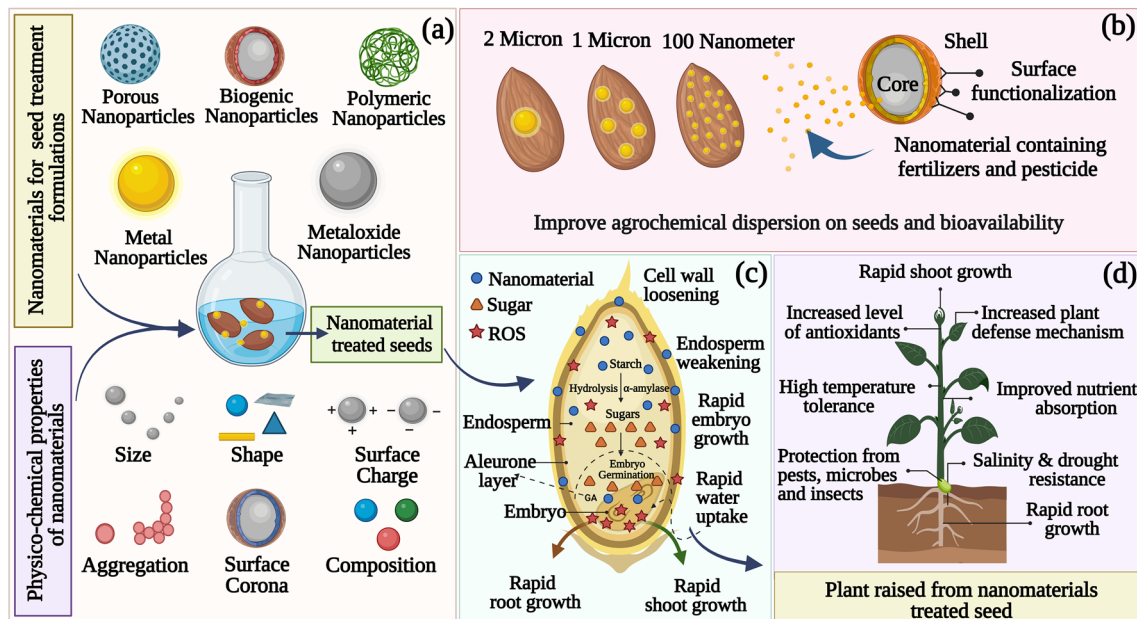 (a)
Nanomaterials for seed treatment
formulations
Porous
Nanoparticles
Biogenic
Nanoparticles
Polymeric
Nanoparticles
Metal
Nanoparticles
Metaloxide
Nanoparticles
Nanomaterial
treated seeds
Physico-chemical properties
of nanomaterials
Size
Shape
+ + +
− − −
Surface
Charge
Aggregation
Surface
Corona
Composition
(b)
2 Micron
1 Micron
100 Nanometer
Shell
Core
Surface
functionalization
Nanomaterial containing
fertilizers and pesticide
Improve agrochemical dispersion on seeds and bioavailability
(c)
Nanomaterial
Sugar
ROS
Cell wall
loosening
Endosperm
weakening
Starch
Hydrolysis
α-amylase
Sugars
Rapid
embryo
growth
Endosperm
Embryo
Germination
Aleurone
layer
GA
Embryo
Rapid
water
uptake
Rapid
root growth
Rapid
shoot growth
(d)
Rapid shoot growth
Increased level
of antioxidants
Increased plant
defense mechanism
High temperature
tolerance
Improved nutrient
absorption
Protection from
pests, microbes
and insects
Salinity & drought
resistance
Rapid root
growth
Plant raised from nanomaterials
treated seed